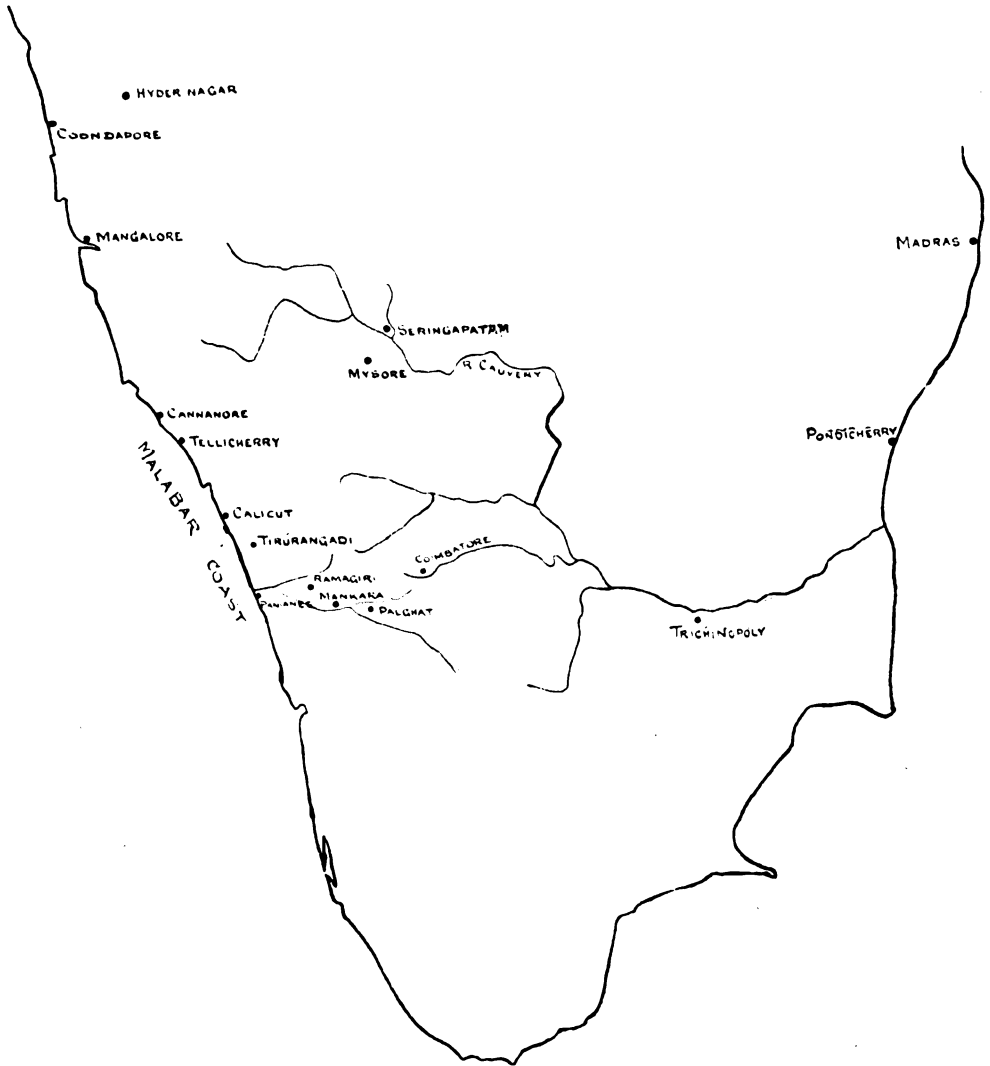 HYDER NAGAR
COONDAPORE
MANGALORE
MADRAS
SERINGAPATAM
MYSORE
R CAUVERY
CANNANORE
TELLICHERRY
PONDICHERRY
MALABAR COAST
CALICUT
TIRURANGADI
COIMBATORE
RAMAGIRI
MANKARA
PANIANEE
PALGHAT
TRICHINOPOLY